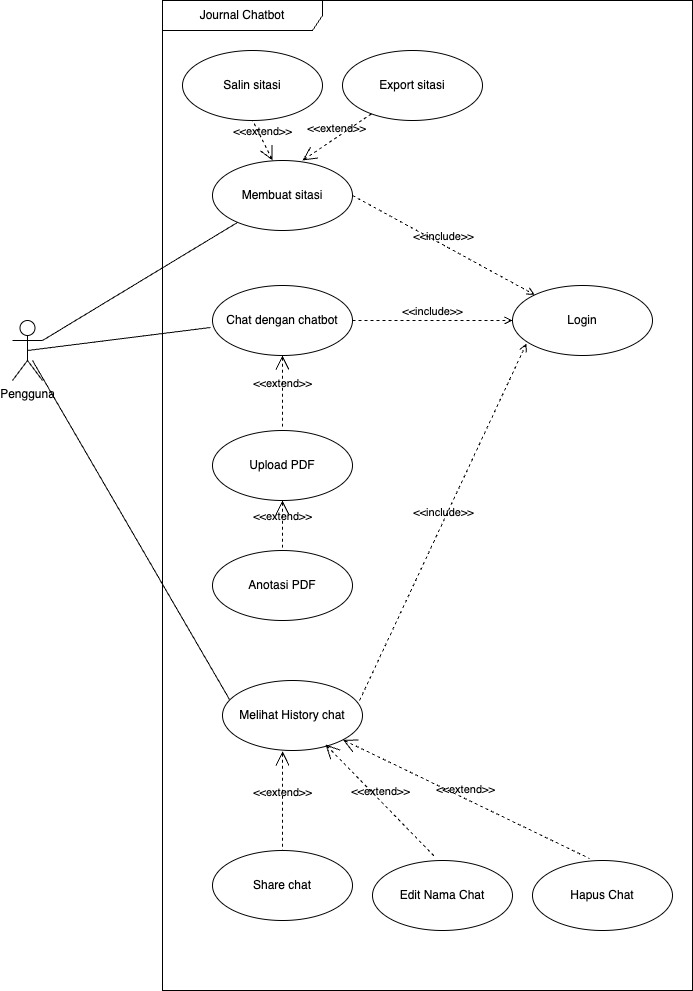 Journal Chatbot
Salin sitasi
Export sitasi
<<extend>>
<<extend>>
Membuat sitasi
<<include>>
Chat dengan chatbot
<<include>>
Login
Pengguna
<<extend>>
Upload PDF
<<extend>>
<<include>>
Anotasi PDF
Melihat History chat
<<extend>>
<<extend>>
<<extend>>
Share chat
Edit Nama Chat
Hapus Chat